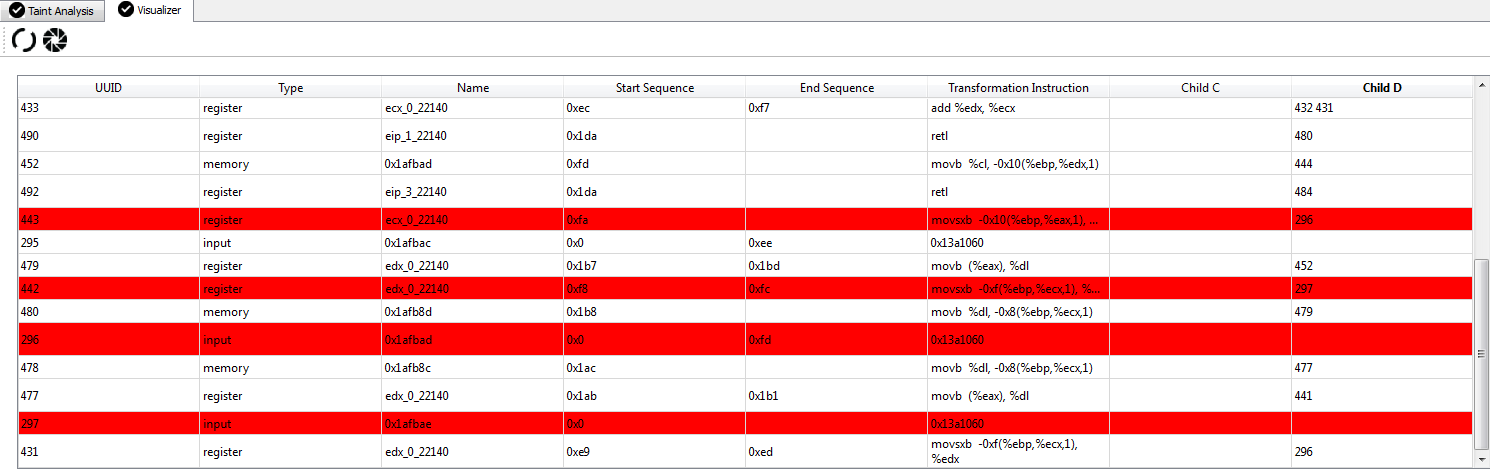 Taint Analysis Visualizer
UUID Type Name Start Sequence End Sequence Transformation Instruction Child C Child D
433 register ecx_0_22140 0xec 0xf7 add %edx, %ecx 432 431
490 register eip_1_22140 0x1da retl 480
452 memory 0x1afbad 0xfd movb %cl, -0x10(%ebp,%edx,1) 444
492 register eip_3_22140 0x1da retl 484
443 register ecx_0_22140 0xfa movsxb -0x10(%ebp,%eax,1), ... 296
295 input 0x1afbac 0x0 0xee 0x13a1060
479 register edx_0_22140 0x1b7 0x1bd movb (%eax), %dl 452
442 register edx_0_22140 0xf8 0xfc movsxb -0xf(%ebp,%ecx,1), %... 297
480 memory 0x1afb8d 0x1b8 movb %dl, -0x8(%ebp,%ecx,1) 479
296 input 0x1afbad 0x0 0xfd 0x13a1060
478 memory 0x1afb8c 0x1ac movb %dl, -0x8(%ebp,%ecx,1) 477
477 register edx_0_22140 0x1ab 0x1b1 movb (%eax), %dl 441
297 input 0x1afbae 0x0 0x13a1060
431 register edx_0_22140 0xe9 0xed movsxb -0xf(%ebp,%ecx,1), 296
%edx